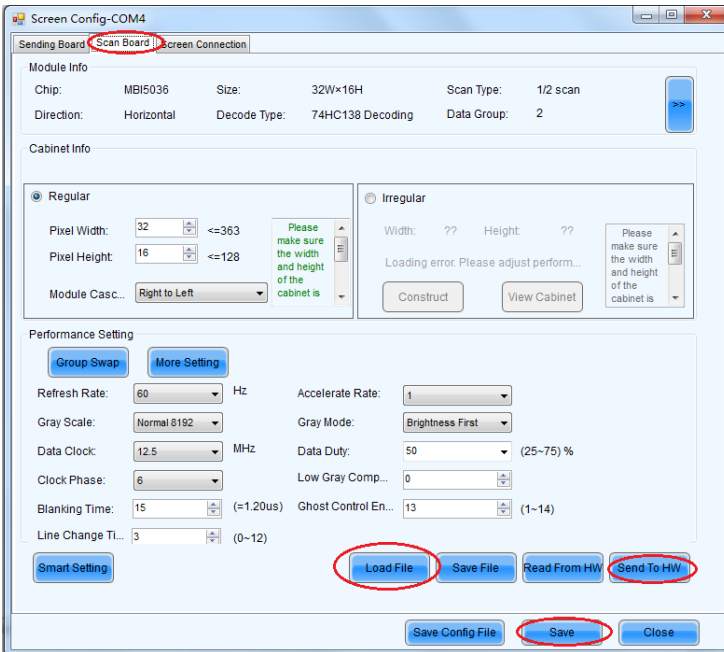 Screen Config-COM4
Sending Board Scan Board Screen Connection
Module Info
Chip: MBI5036 Size: 32W×16H Scan Type: 1/2 scan
Direction: Horizontal Decode Type: 74HC138 Decoding Data Group: 2
>>
Cabinet Info
Regular
Pixel Width: 32 <=363
Pixel Height: 16 <=128
Module Casc... Right to Left
Please
make sure
the width
and height
of the
cabinet is
Irregular
Width: ?? Height: ??
Loading error. Please adjust perform...
Construct View Cabinet
Please
make sure
the width
and height
of the
cabinet is
Performance Setting
Group Swap More Setting
Refresh Rate: 60 Hz Accelerate Rate: 1
Gray Scale: Normal 8192 Gray Mode: Brightness First
Data Clock: 12.5 MHz Data Duty: 50 (25~75) %
Clock Phase: 6 Low Gray Comp... 0
Blanking Time: 15 (=1.20us) Ghost Control En... 13 (1~14)
Line Change Ti... 3 (0~12)
Smart Setting Load File Save File Read From HW Send To HW
Save Config File Save Close